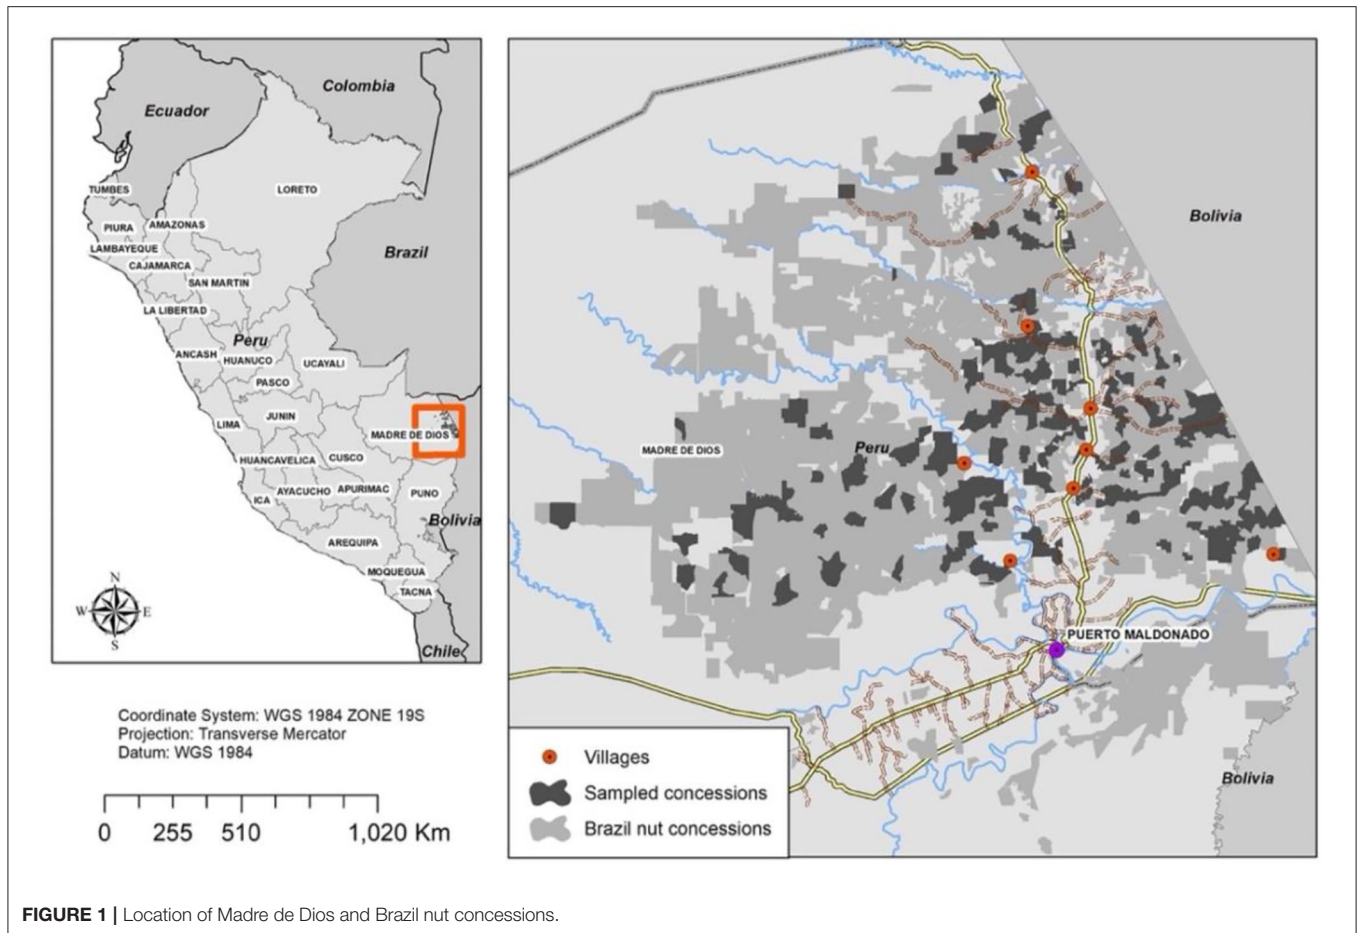 Colombia
Ecuador
TUMBES
LORETO
PIURA
AMAZONAS
LAMBAYEQUE
CAJAMARCA
Brazil
SAN MARTIN
LA LIBERTAD
Peru
ANCASH
HUANUCO
UCAYALI
PASCO
JUNIN
LIMA
MADRE DE DIOS
HUANCAVELICA
CUSCO
ICA
AYACUCHO
APURIMAC
PUNO
Bolivia
AREQUIPA
MOQUEGUA
TACNA
Chile
N
W
E
S
Coordinate System: WGS 1984 ZONE 19S
Projection: Transverse Mercator
Datum: WGS 1984
0 255 510 1,020 Km
Bolivia
MADRE DE DIOS
Peru
PUERTO MALDONADO
Bolivia
Villages
Sampled concessions
Brazil nut concessions
FIGURE 1 | Location of Madre de Dios and Brazil nut concessions.